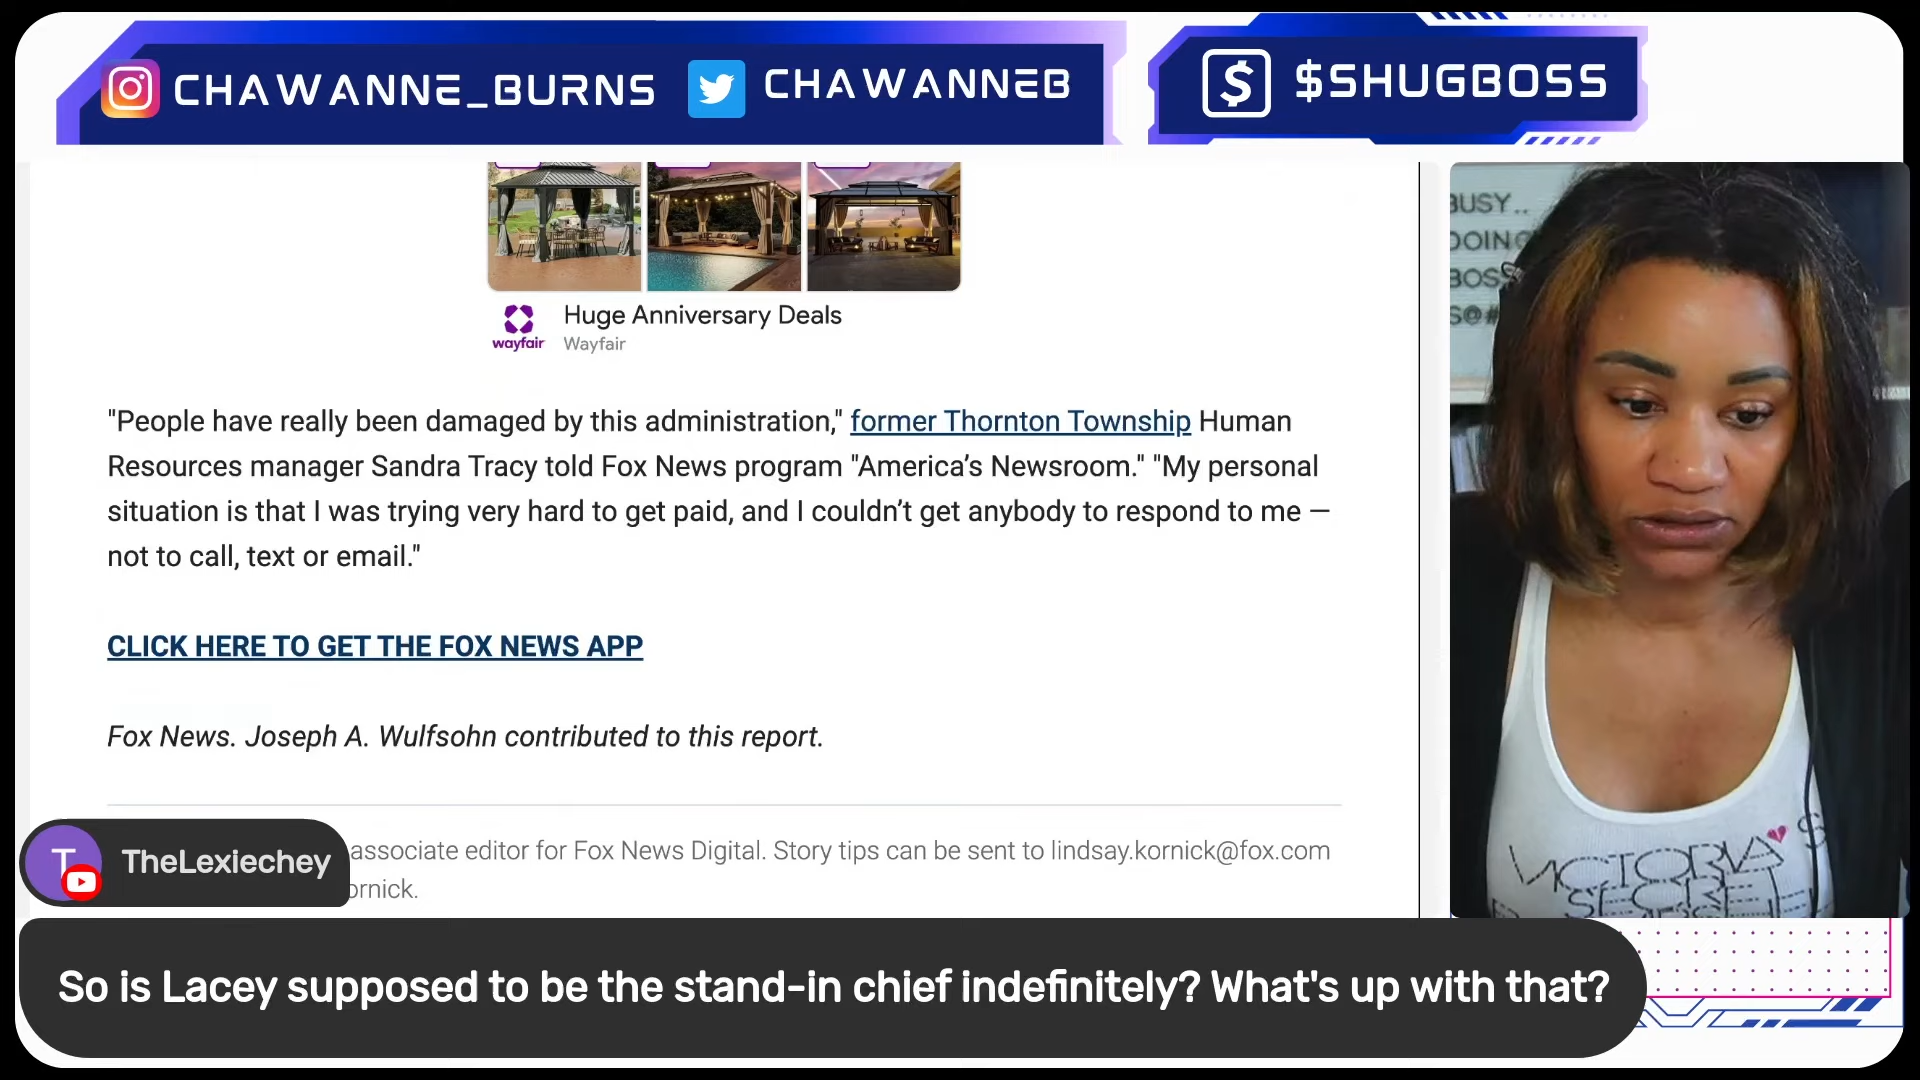 CHAWANNE_BURNS
CHAWANNEB
$SHUGBOSS
BUSY..
DOING
BOSS
S@#
wayfair
Huge Anniversary Deals
Wayfair
"People have really been damaged by this administration," former Thornton Township Human
Resources manager Sandra Tracy told Fox News program "America’s Newsroom." "My personal
situation is that I was trying very hard to get paid, and I couldn’t get anybody to respond to me —
not to call, text or email."
CLICK HERE TO GET THE FOX NEWS APP
Fox News. Joseph A. Wulfsohn contributed to this report.
associate editor for Fox News Digital. Story tips can be sent to lindsay.kornick@fox.com
ornick.
T
TheLexiechey
So is Lacey supposed to be the stand-in chief indefinitely? What's up with that?
VICTORIA'S
SECRET